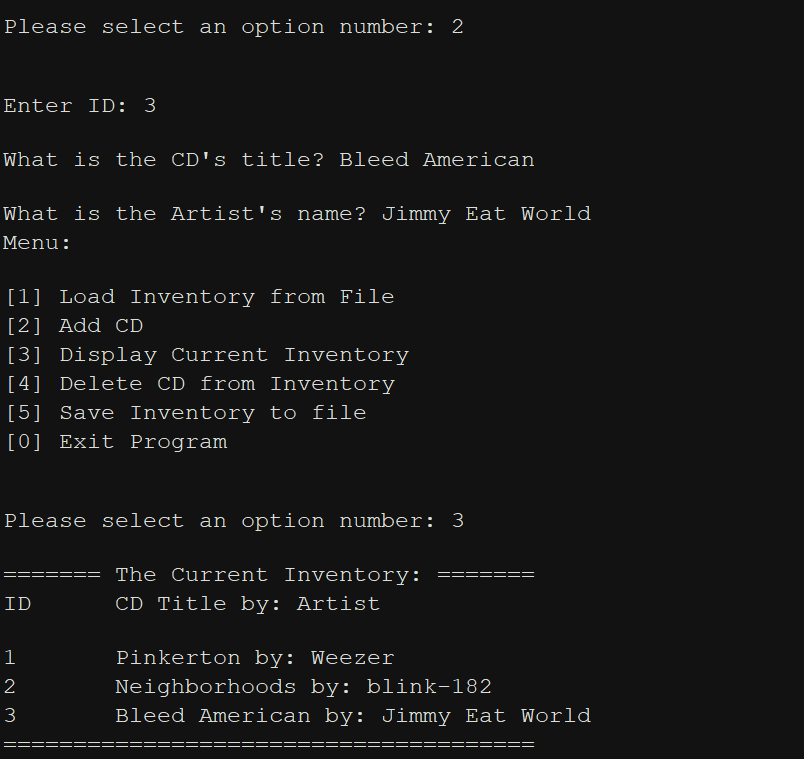 Please select an option number: 2
Enter ID: 3
What is the CD's title? Bleed American
What is the Artist's name? Jimmy Eat World
Menu:
[1] Load Inventory from File
[2] Add CD
[3] Display Current Inventory
[4] Delete CD from Inventory
[5] Save Inventory to file
[0] Exit Program
Please select an option number: 3
======= The Current Inventory: =======
ID CD Title by: Artist
1 Pinkerton by: Weezer
2 Neighborhoods by: blink-182
3 Bleed American by: Jimmy Eat World
======================================